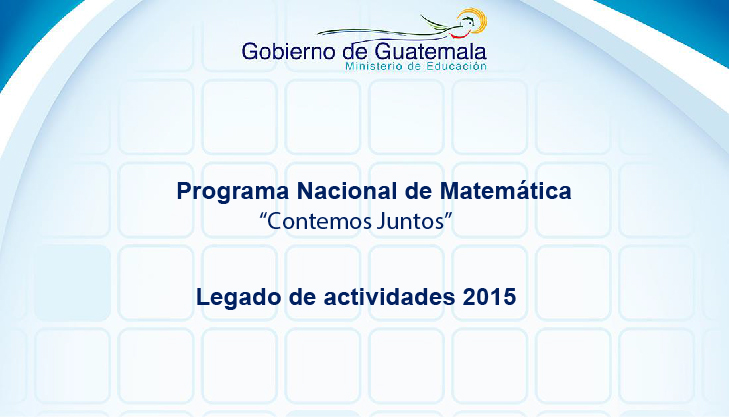 Gobierno de Guatemala
Ministerio de Educación
Programa Nacional de Matemática
“Contemos Juntos”
Legado de actividades 2015